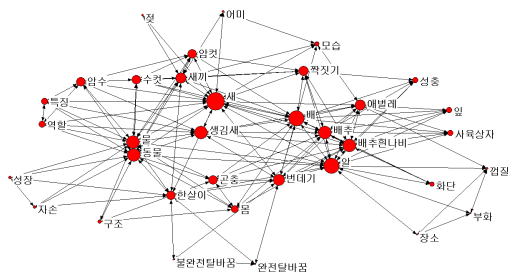 젖
어미
모습
암컷
새끼
짝짓기
암수
수컷
성충
새
특징
애벌레
잎
배
역할
생김새
배추
사육상자
물
배추흰나비
동물
알
껍질
성장
곤충
번데기
화단
한살이
자손
몸
부화
구조
장소
불완전탈바꿈
완전탈바꿈